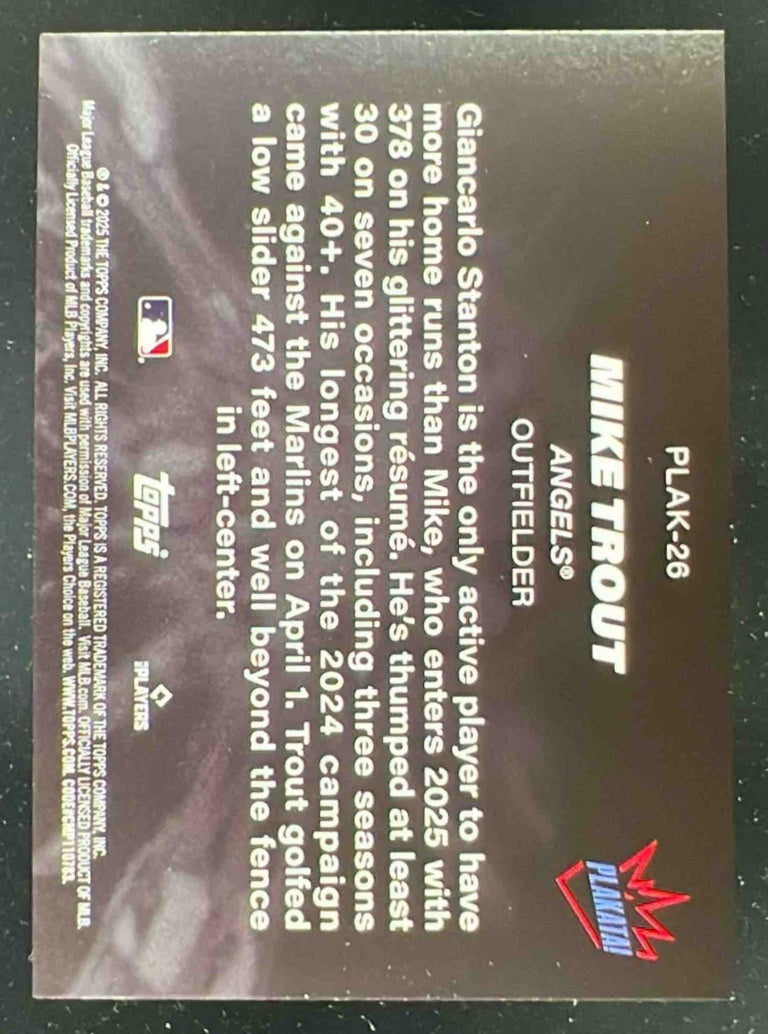 PLAK-26
MIKE TROUT
ANGELS®
OUTFIELDER
PLAKATA!
Giancarlo Stanton is the only active player to have
more home runs than Mike, who enters 2025 with
378 on his glittering résumé. He's thumped at least
30 on seven occasions, including three seasons
with 40+. His longest of the 2024 campaign
came against the Marlins on April 1. Trout golfed
a low slider 473 feet and well beyond the fence
in left-center.
topps
PLAYERS
® & © 2025 THE TOPPS COMPANY, INC. ALL RIGHTS RESERVED. TOPPS IS A REGISTERED TRADEMARK OF THE TOPPS COMPANY, INC.
Major League Baseball trademarks and copyrights are used with permission of Major League Baseball. Visit MLB.com. OFFICIALLY LICENSED PRODUCT OF MLB.
Officially Licensed Product of MLB Players, Inc. Visit MLBPLAYERS.COM, the Players Choice on the web. WWW.TOPPS.COM.